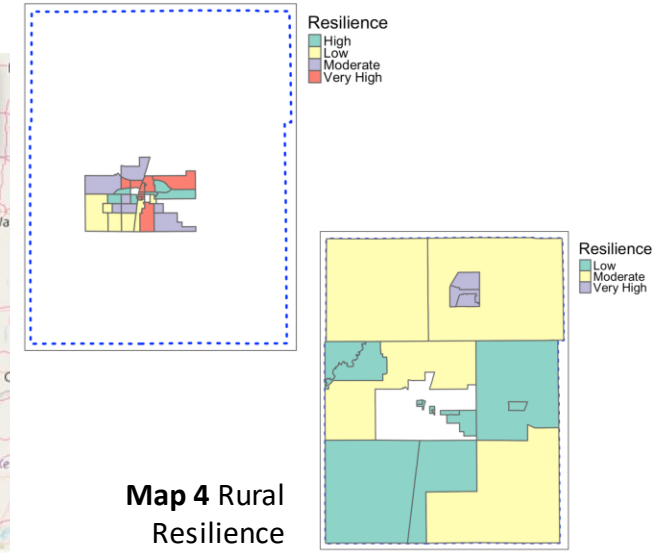 Resilience
High
Low
Moderate
Very High
Resilience
Low
Moderate
Very High
Map 4 Rural
Resilience